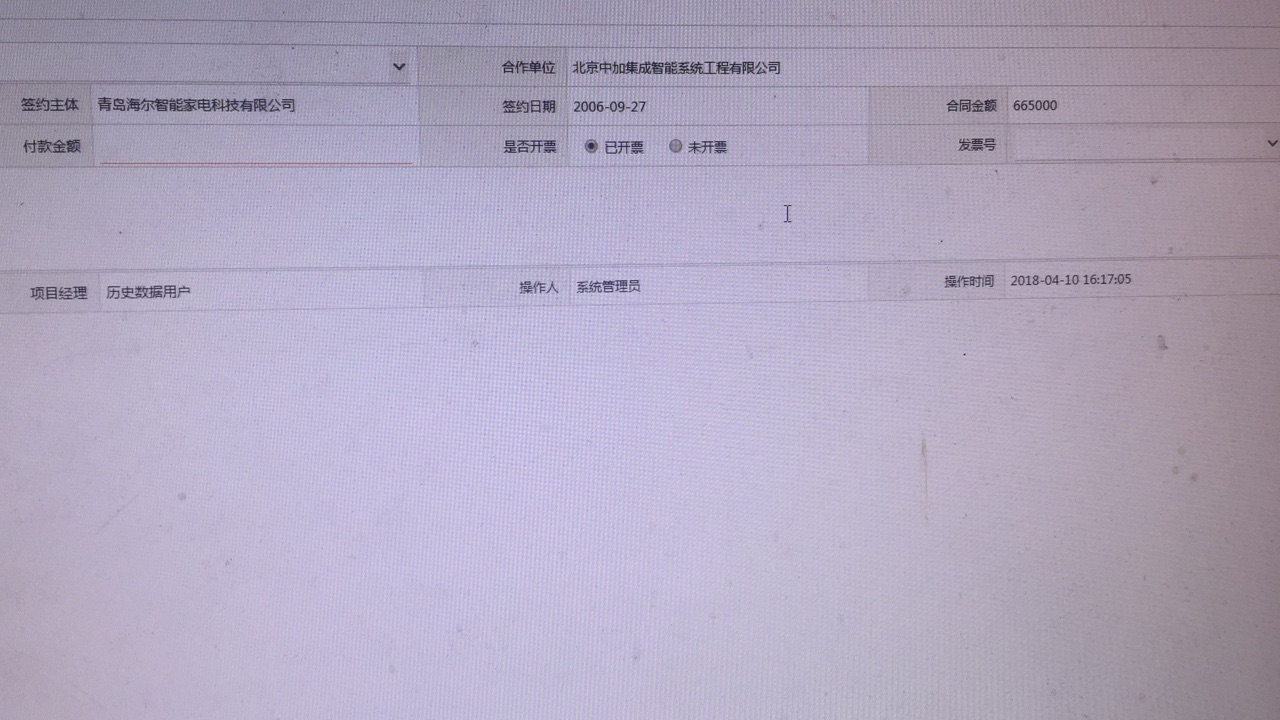 合作单位 北京中加集成智能系统工程有限公司
签约主体 青岛海尔智能家电科技有限公司 签约日期 2006-09-27 合同金额 665000
付款金额 是否开票 已开票 未开票 发票号
项目经理 历史数据用户 操作人 系统管理员 操作时间 2018-04-10 16:17:05